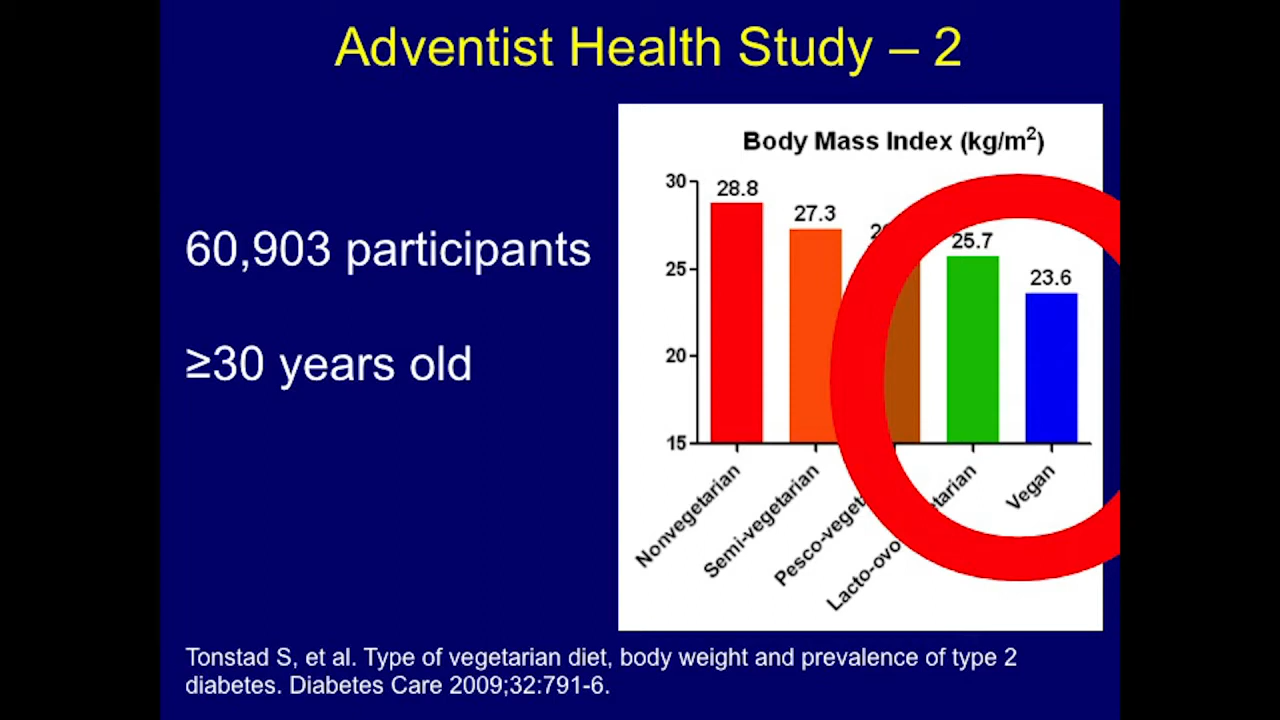 Adventist Health Study – 2
60,903 participants
≥30 years old
Body Mass Index (kg/m²)
30
25
20
15
28.8
27.3
25.7
23.6
Nonvegetarian
Semi-vegetarian
Vegan
Tonstad S, et al. Type of vegetarian diet, body weight and prevalence of type 2
diabetes. Diabetes Care 2009;32:791-6.